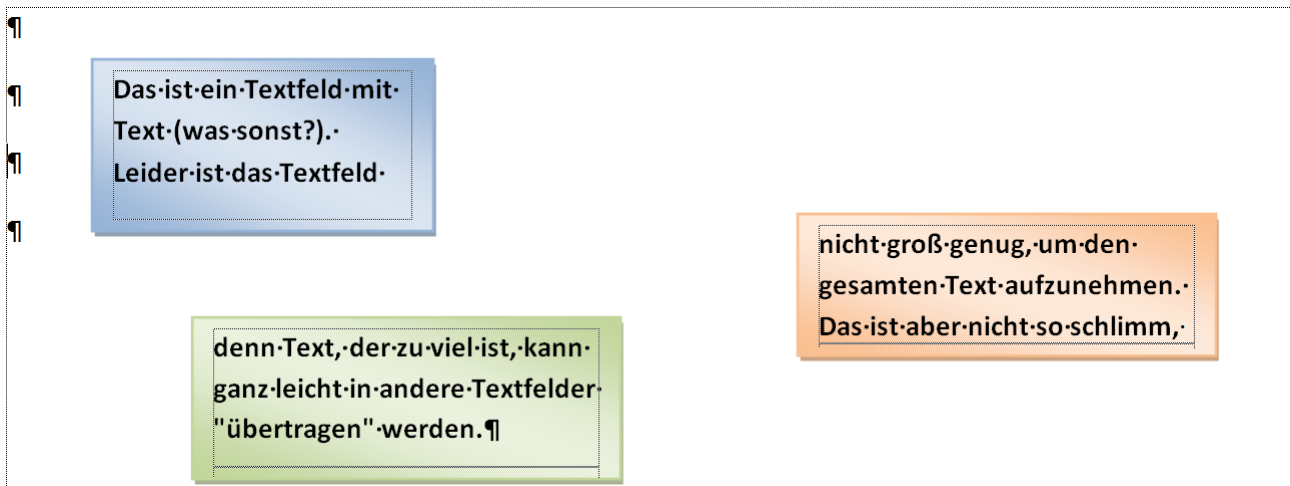 ¶
¶
¶
¶
Das·ist·ein·Textfeld·mit·
Text·(was·sonst?).·
Leider·ist·das·Textfeld·
nicht·groß·genug,·um·den·
gesamten·Text·aufzunehmen.·
Das·ist·aber·nicht·so·schlimm,·
denn·Text,·der·zu·viel·ist,·kann·
ganz·leicht·in·andere·Textfelder·
"übertragen"·werden.¶